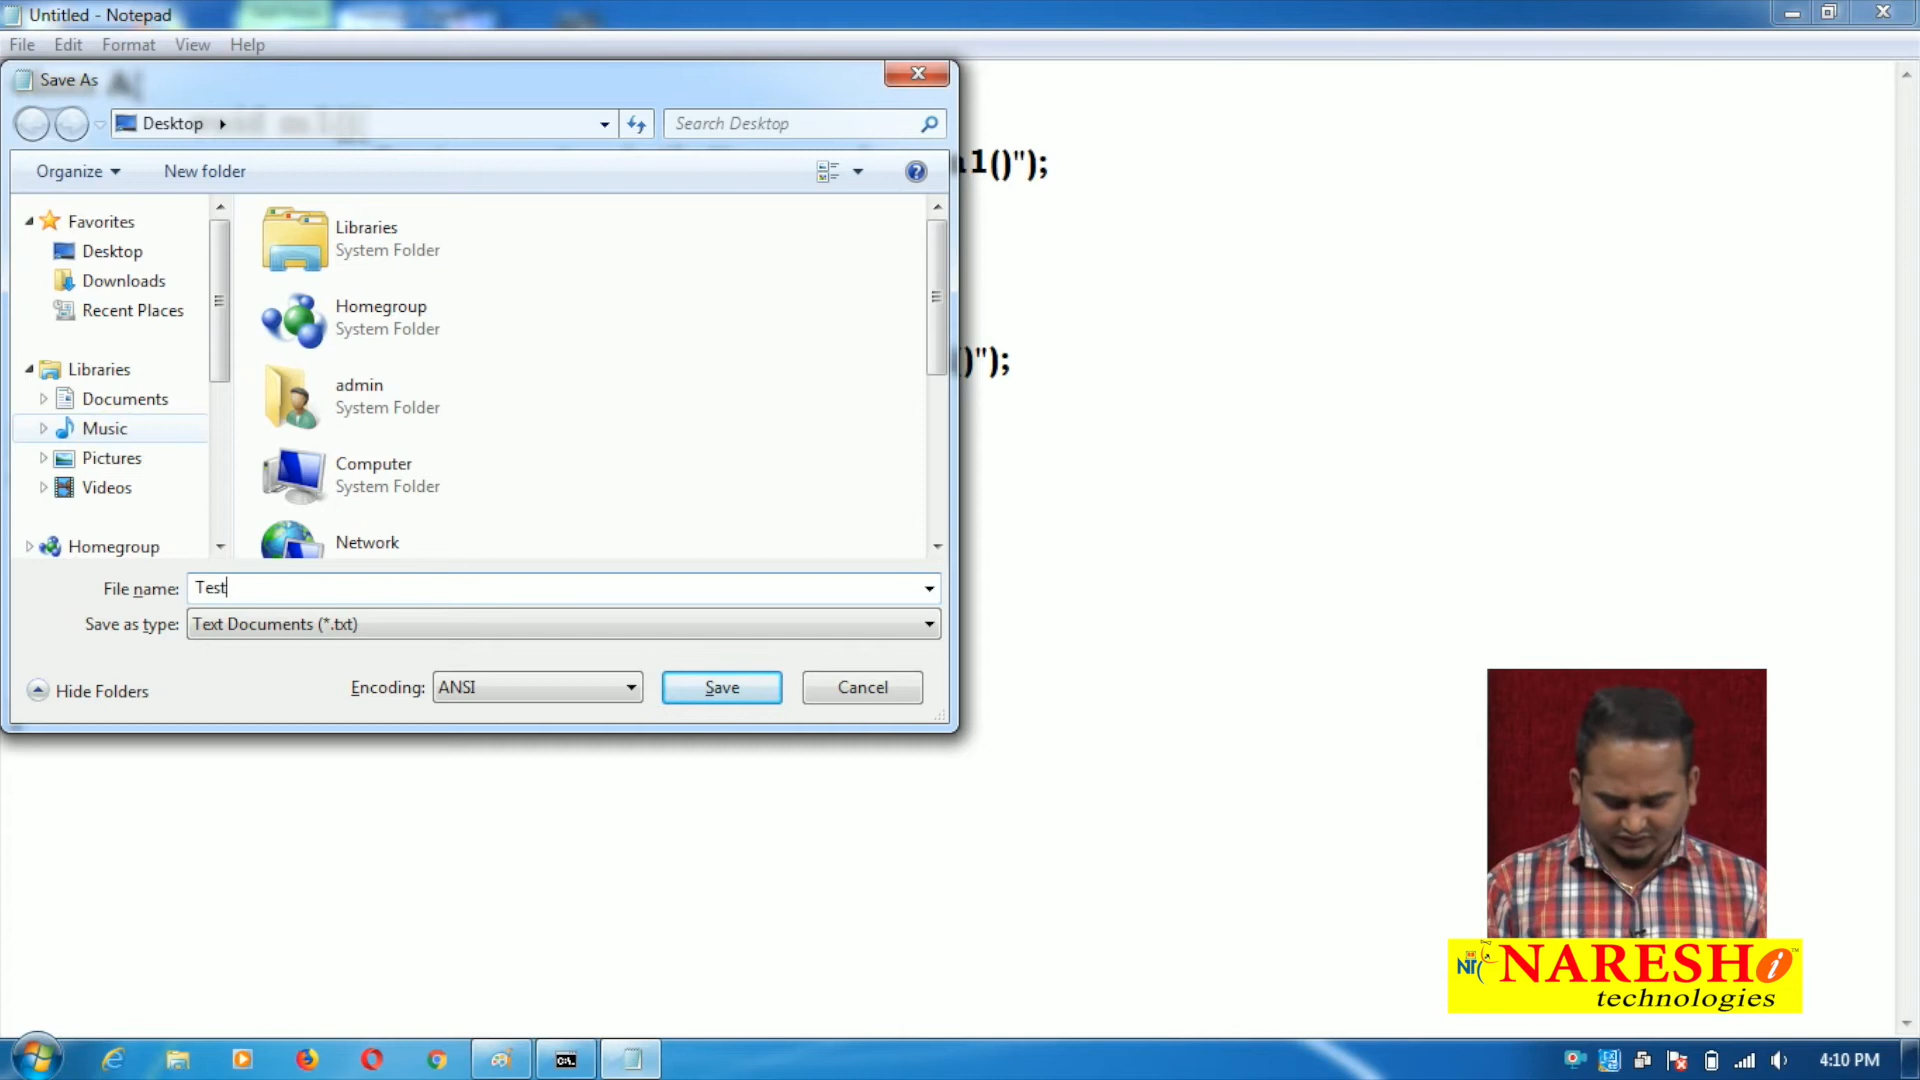 Untitled - Notepad
File Edit Format View Help
Save As
Desktop
Search Desktop
Organize New folder
1()");
Favorites
Desktop
Downloads
Recent Places
Libraries
Documents
Music
Pictures
Videos
Homegroup
Libraries
System Folder
Homegroup
System Folder
admin
System Folder
Computer
System Folder
Network
)");
File name: Test
Save as type: Text Documents (*.txt)
Hide Folders Encoding: ANSI Save Cancel
NARESH i
technologies
4:10 PM